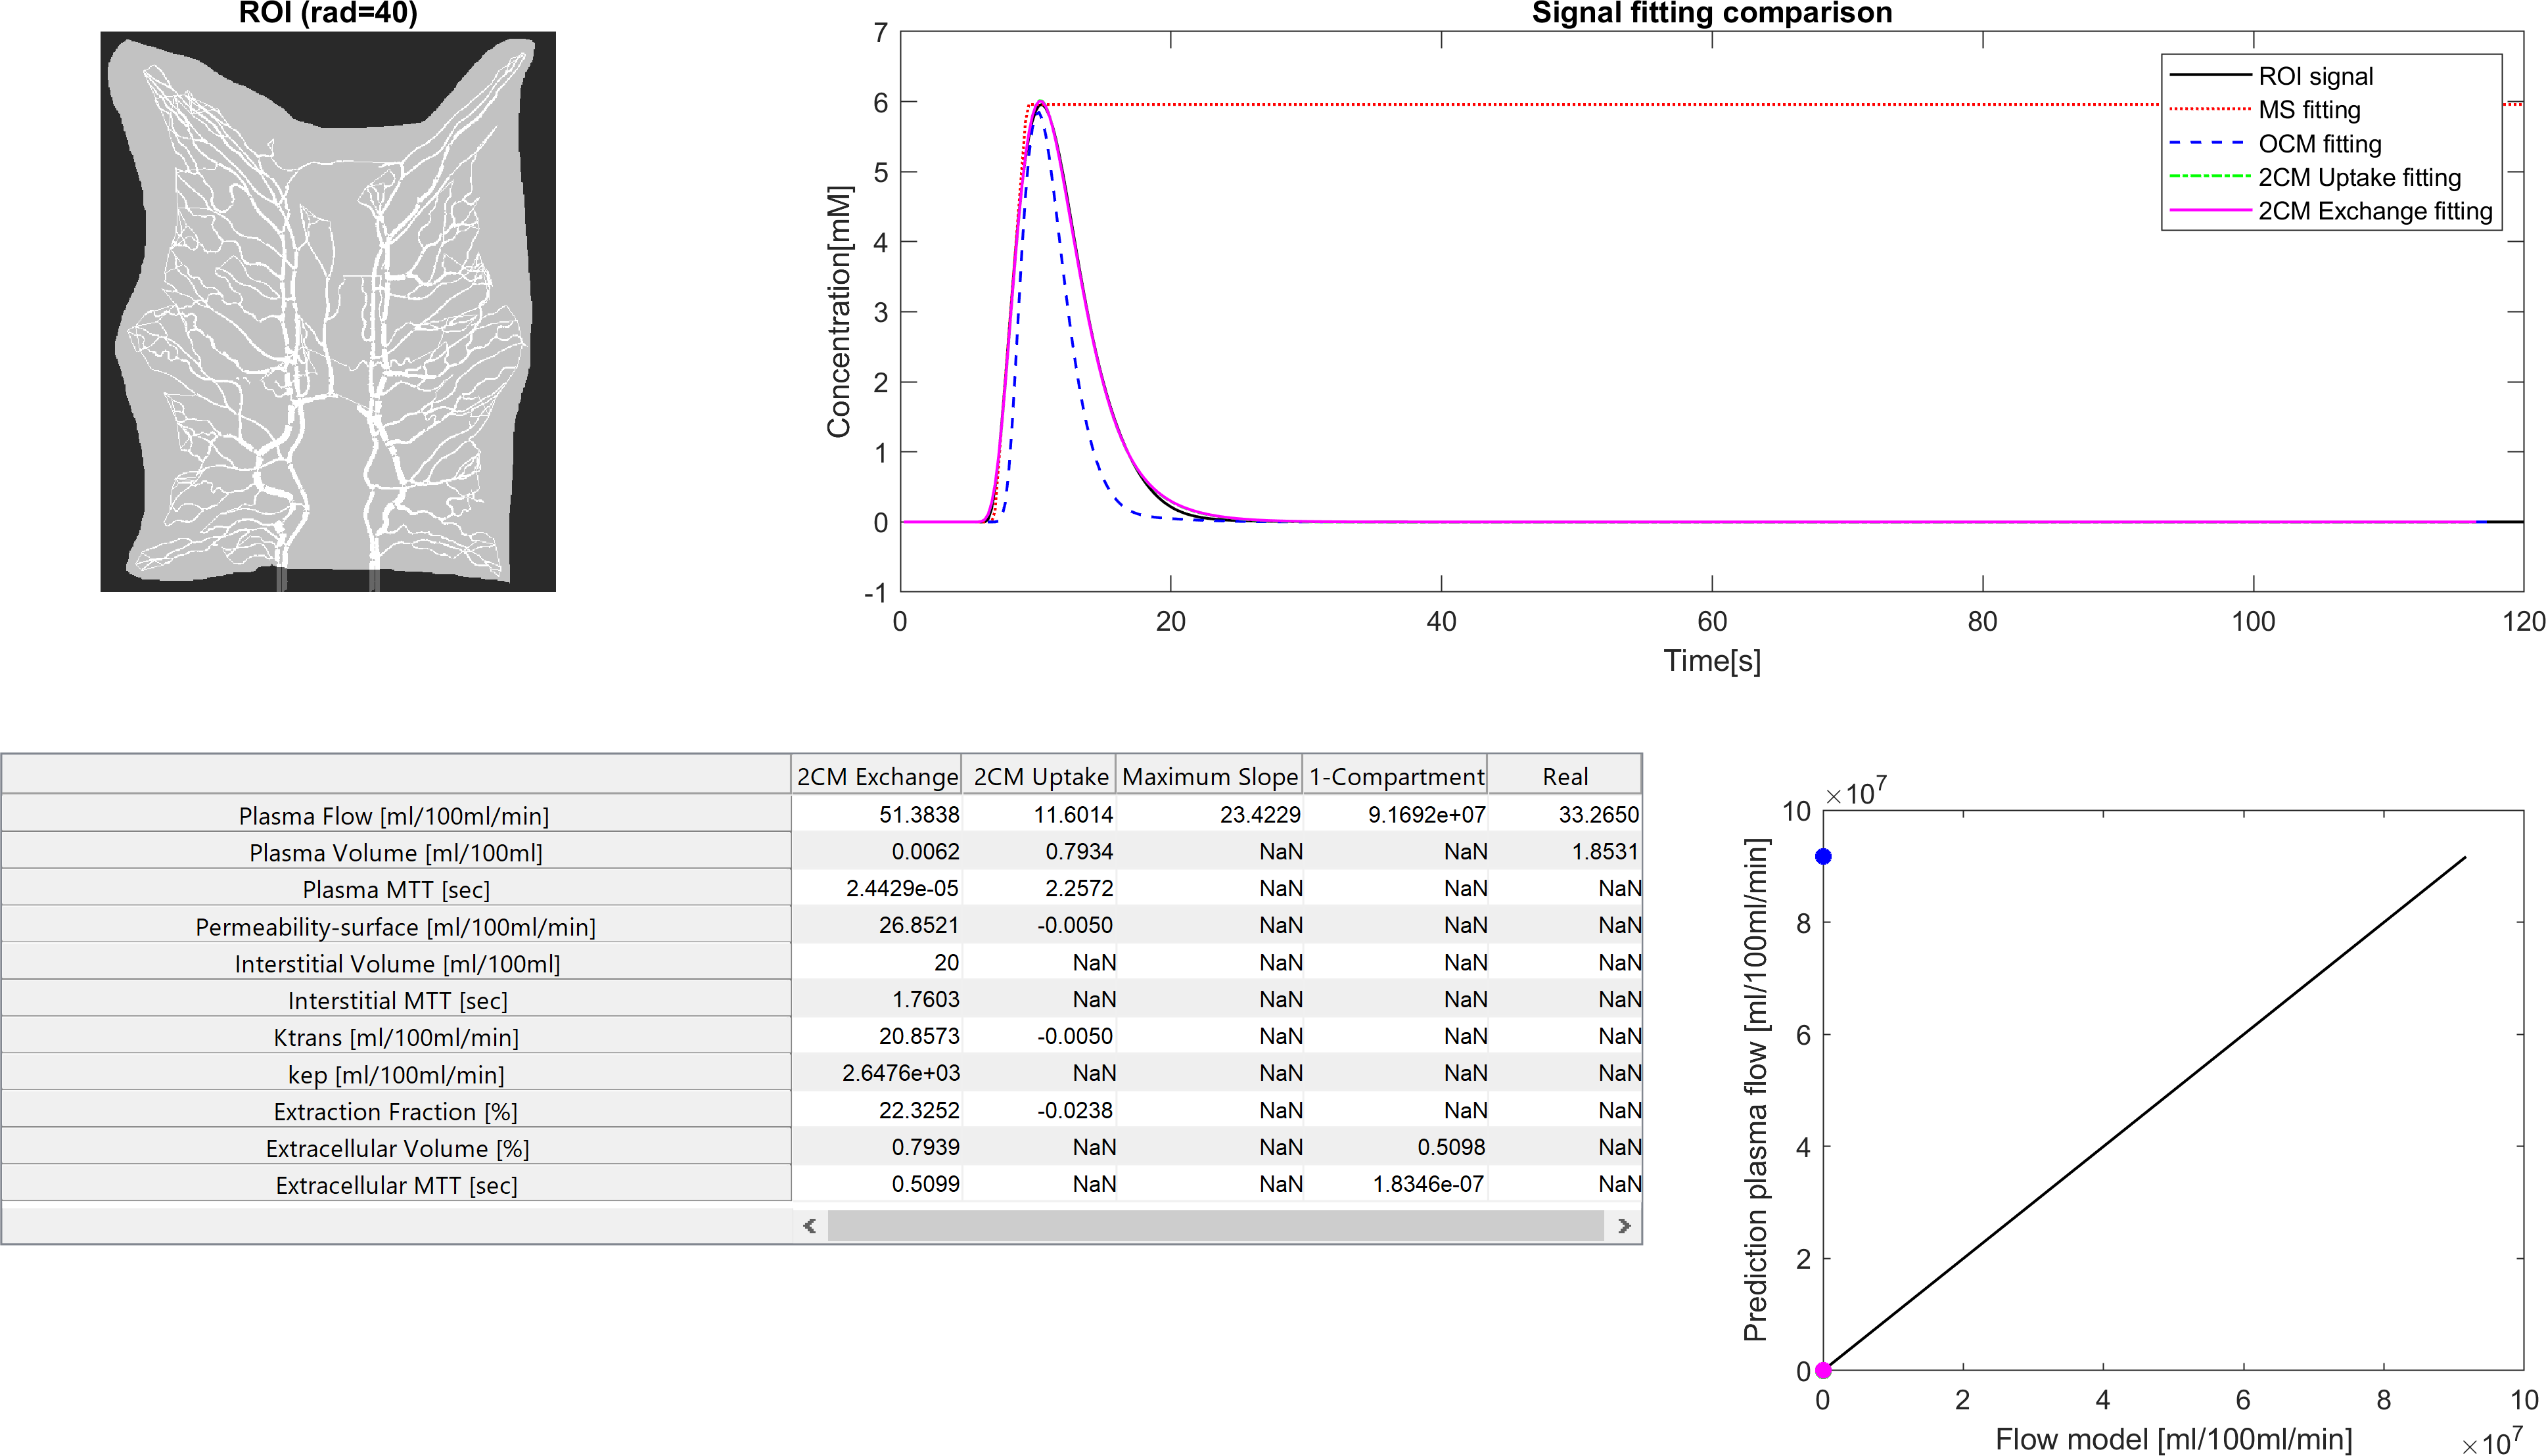 ROI (rad=40)
Signal fitting comparison
7
6
5
4
3
2
1
0
-1
Concentration[mM]
0 20 40 60 80 100 120
Time[s]
ROI signal
MS fitting
OCM fitting
2CM Uptake fitting
2CM Exchange fitting
2CM Exchange 2CM Uptake Maximum Slope 1-Compartment Real
Plasma Flow [ml/100ml/min] 51.3838 11.6014 23.4229 9.1692e+07 33.2650
Plasma Volume [ml/100ml] 0.0062 0.7934 NaN NaN 1.8531
Plasma MTT [sec] 2.4429e-05 2.2572 NaN NaN NaN
Permeability-surface [ml/100ml/min] 26.8521 -0.0050 NaN NaN NaN
Interstitial Volume [ml/100ml] 20 NaN NaN NaN NaN
Interstitial MTT [sec] 1.7603 NaN NaN NaN NaN
Ktrans [ml/100ml/min] 20.8573 -0.0050 NaN NaN NaN
kep [ml/100ml/min] 2.6476e+03 NaN NaN NaN NaN
Extraction Fraction [%] 22.3252 -0.0238 NaN NaN NaN
Extracellular Volume [%] 0.7939 NaN NaN 0.5098 NaN
Extracellular MTT [sec] 0.5099 NaN NaN 1.8346e-07 NaN
×10⁷
10
8
6
4
2
0
Prediction plasma flow [ml/100ml/min]
0 2 4 6 8 10
Flow model [ml/100ml/min]
×10⁷